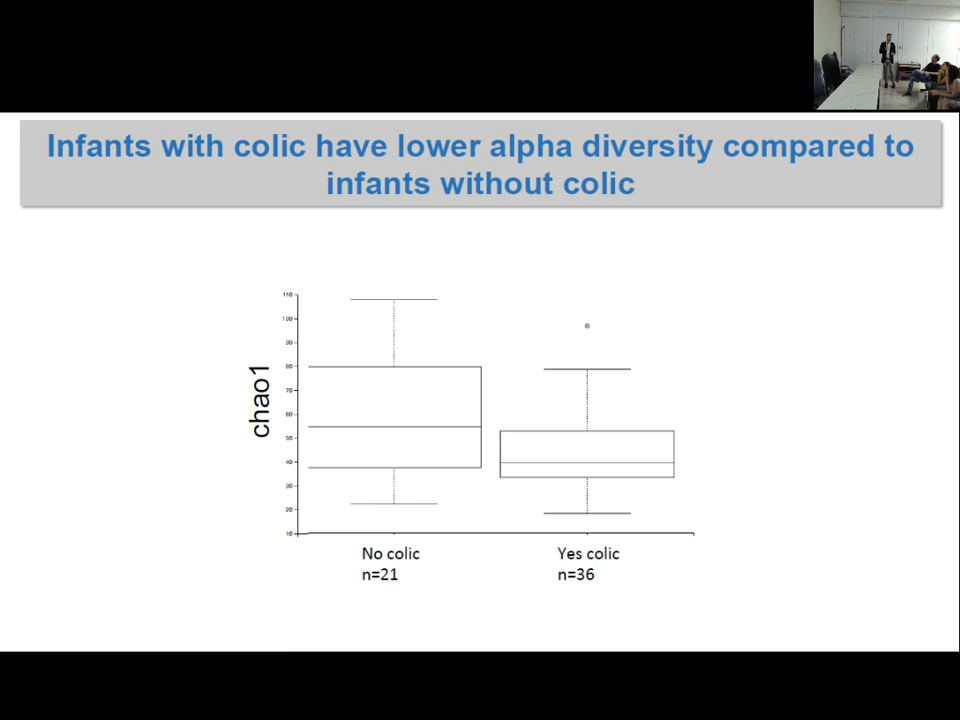 Infants with colic have lower alpha diversity compared to
infants without colic
110
100
90
80
70
60
50
40
30
20
10
chao1
No colic
n=21
Yes colic
n=36